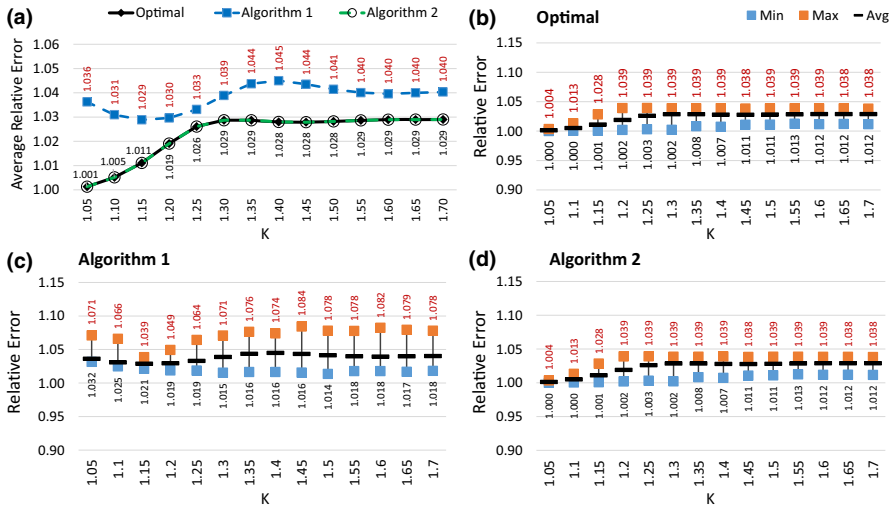 (a)
Optimal Algorithm 1 Algorithm 2
Average Relative Error
1.06
1.05
1.04
1.03
1.02
1.01
1.00
1.036 1.031 1.029 1.030 1.033 1.039 1.044 1.045 1.044 1.041 1.040 1.040 1.040 1.040
1.001 1.005 1.011 1.019 1.026 1.029 1.029 1.028 1.028 1.028 1.029 1.029 1.029 1.029
1.05 1.10 1.15 1.20 1.25 1.30 1.35 1.40 1.45 1.50 1.55 1.60 1.65 1.70
K
(b)
Optimal
Min Max Avg
Relative Error
1.15
1.10
1.05
1.00
0.95
0.90
1.004 1.013 1.028 1.039 1.039 1.039 1.039 1.039 1.038 1.039 1.039 1.039 1.038 1.038
1.000 1.000 1.001 1.002 1.003 1.002 1.008 1.007 1.011 1.011 1.013 1.012 1.012 1.012
1.05 1.1 1.15 1.2 1.25 1.3 1.35 1.4 1.45 1.5 1.55 1.6 1.65 1.7
K
(c)
Algorithm 1
Relative Error
1.15
1.10
1.05
1.00
0.95
0.90
1.071 1.066 1.039 1.049 1.064 1.071 1.076 1.074 1.084 1.078 1.078 1.082 1.079 1.078
1.032 1.025 1.021 1.019 1.019 1.015 1.016 1.016 1.016 1.014 1.018 1.018 1.017 1.018
1.05 1.1 1.15 1.2 1.25 1.3 1.35 1.4 1.45 1.5 1.55 1.6 1.65 1.7
K
(d)
Algorithm 2
Relative Error
1.15
1.10
1.05
1.00
0.95
0.90
1.004 1.013 1.028 1.039 1.039 1.039 1.039 1.039 1.038 1.039 1.039 1.039 1.038 1.038
1.000 1.000 1.001 1.002 1.003 1.002 1.008 1.007 1.011 1.011 1.013 1.012 1.012 1.012
1.05 1.1 1.15 1.2 1.25 1.3 1.35 1.4 1.45 1.5 1.55 1.6 1.65 1.7
K